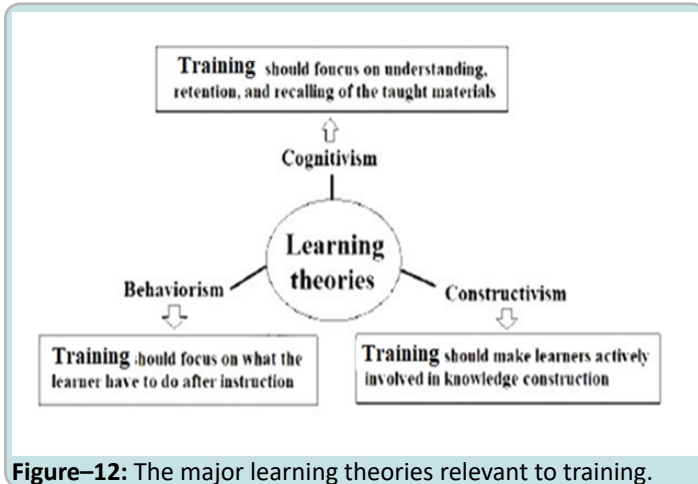 Training should foucus on understanding,
retention, and recalling of the taught materials
Cognitivism
Learning
theories
Behaviorism
Constructivism
Training should focus on what the
learner have to do after instruction
Training should make learners actively
involved in knowledge construction
Figure–12: The major learning theories relevant to training.